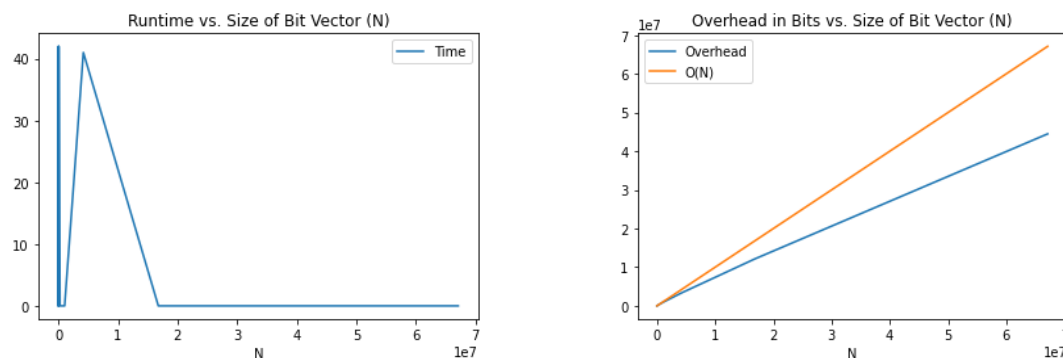 Runtime vs. Size of Bit Vector (N)
Time
40
30
20
10
0
0 1 2 3 4 5 6 7
1e7
N
Overhead in Bits vs. Size of Bit Vector (N)
1e7
Overhead
O(N)
7
6
5
4
3
2
1
0
0 1 2 3 4 5 6
1e7
N